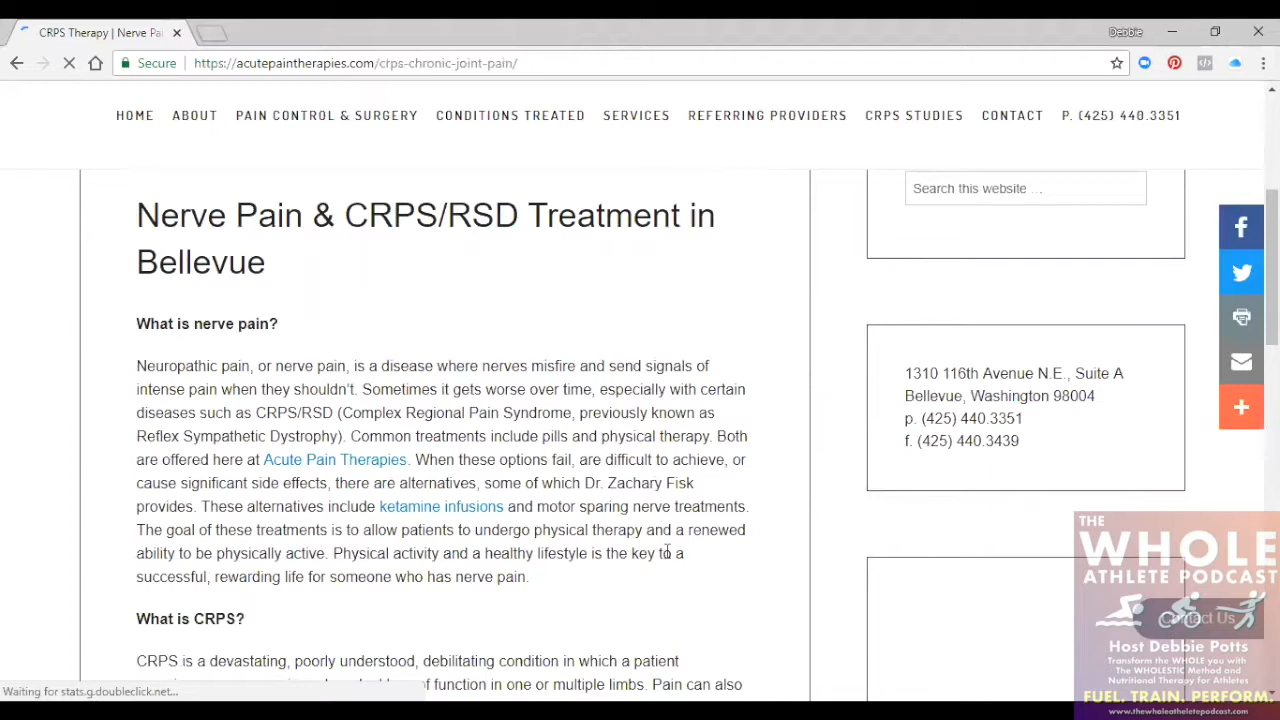 CRPS Therapy | Nerve Pai
Debbie
Secure
https://acutepaintherapies.com/crps-chronic-joint-pain/
HOME ABOUT PAIN CONTROL & SURGERY CONDITIONS TREATED SERVICES REFERRING PROVIDERS CRPS STUDIES CONTACT P. (425) 440.3351
Search this website …
Nerve Pain & CRPS/RSD Treatment in
Bellevue
What is nerve pain?
Neuropathic pain, or nerve pain, is a disease where nerves misfire and send signals of
intense pain when they shouldn't. Sometimes it gets worse over time, especially with certain
diseases such as CRPS/RSD (Complex Regional Pain Syndrome, previously known as
Reflex Sympathetic Dystrophy). Common treatments include pills and physical therapy. Both
are offered here at Acute Pain Therapies. When these options fail, are difficult to achieve, or
cause significant side effects, there are alternatives, some of which Dr. Zachary Fisk
provides. These alternatives include ketamine infusions and motor sparing nerve treatments.
The goal of these treatments is to allow patients to undergo physical therapy and a renewed
ability to be physically active. Physical activity and a healthy lifestyle is the key to a
successful, rewarding life for someone who has nerve pain.
What is CRPS?
CRPS is a devastating, poorly understood, debilitating condition in which a patient
of function in one or multiple limbs. Pain can also
1310 116th Avenue N.E., Suite A
Bellevue, Washington 98004
p. (425) 440.3351
f. (425) 440.3439
Waiting for stats.g.doubleclick.net...
THE
WHOLE
ATHLETE PODCAST
Contact Us
Host Debbie Potts
Transform the WHOLE you with
The WHOLESTIC Method and
Nutritional Therapy for Athletes
FUEL. TRAIN. PERFORM.
www.thewholeathletepodcast.com